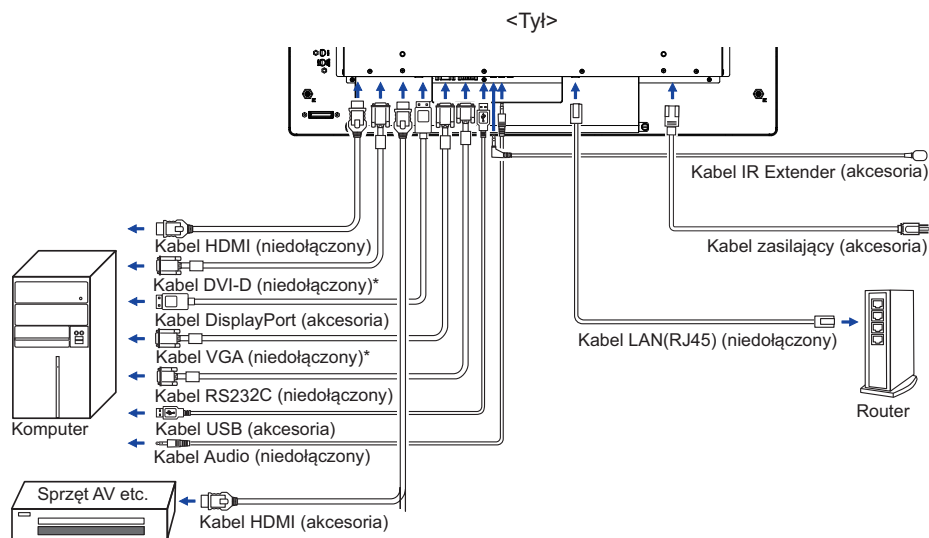 <Tył>
Kabel IR Extender (akcesoria)
Kabel HDMI (niedołączony)
Kabel zasilający (akcesoria)
Kabel DVI-D (niedołączony)*
Kabel DisplayPort (akcesoria)
Kabel LAN(RJ45) (niedołączony)
Kabel VGA (niedołączony)*
Kabel RS232C (niedołączony)
Router
Komputer
Kabel USB (akcesoria)
Kabel Audio (niedołączony)
Sprzęt AV etc.
Kabel HDMI (akcesoria)